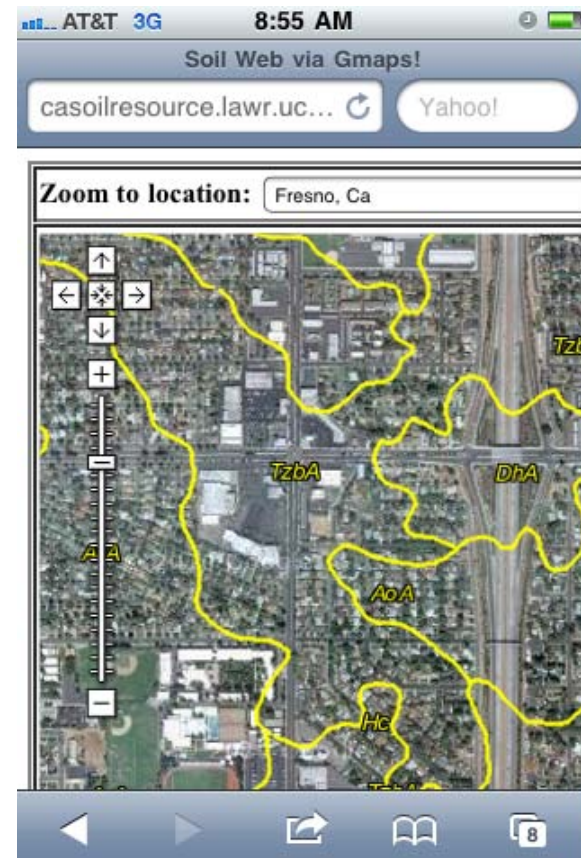 AT&T 3G 8:55 AM
Soil Web via Gmaps!
casoilresource.lawr.uc... Yahoo!
Zoom to location: Fresno, Ca
TzbA DhA
AoA
Hc
8